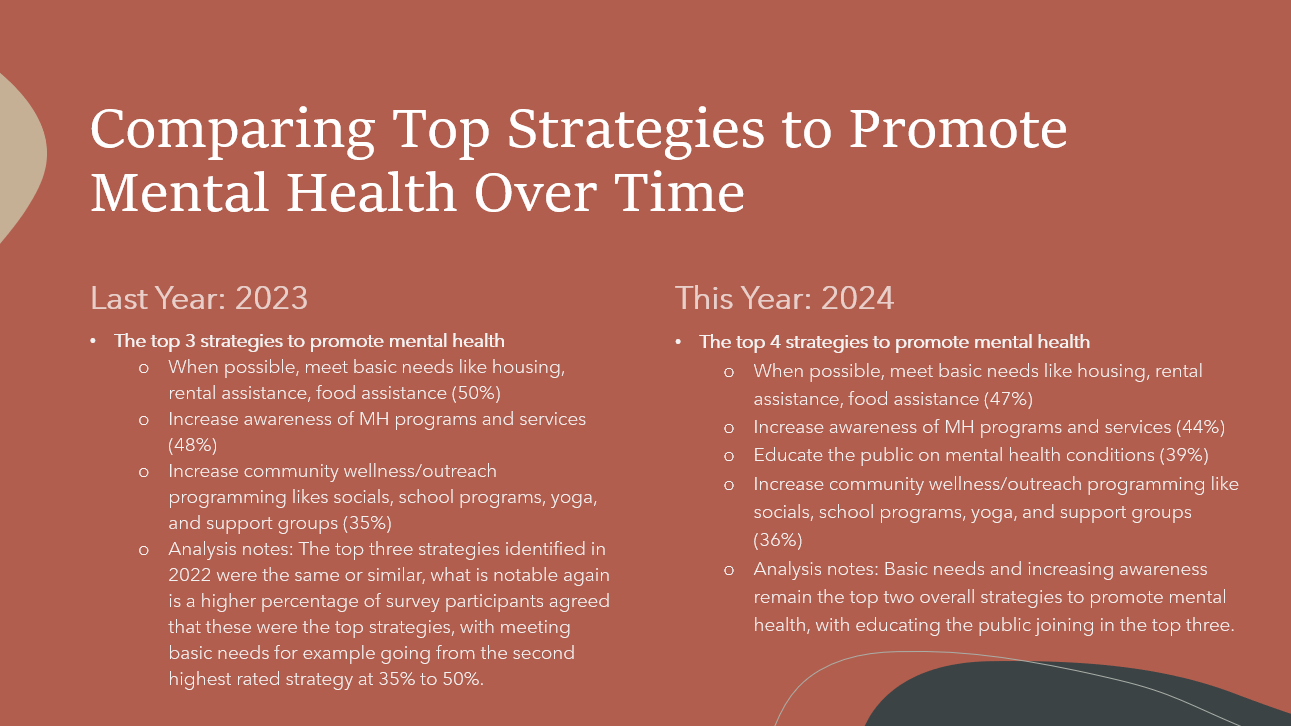 Comparing Top Strategies to Promote
Mental Health Over Time
Last Year: 2023
• The top 3 strategies to promote mental health
o When possible, meet basic needs like housing,
rental assistance, food assistance (50%)
o Increase awareness of MH programs and services
(48%)
o Increase community wellness/outreach
programming likes socials, school programs, yoga,
and support groups (35%)
o Analysis notes: The top three strategies identified in
2022 were the same or similar, what is notable again
is a higher percentage of survey participants agreed
that these were the top strategies, with meeting
basic needs for example going from the second
highest rated strategy at 35% to 50%.
This Year: 2024
• The top 4 strategies to promote mental health
o When possible, meet basic needs like housing, rental
assistance, food assistance (47%)
o Increase awareness of MH programs and services (44%)
o Educate the public on mental health conditions (39%)
o Increase community wellness/outreach programming like
socials, school programs, yoga, and support groups
(36%)
o Analysis notes: Basic needs and increasing awareness
remain the top two overall strategies to promote mental
health, with educating the public joining in the top three.